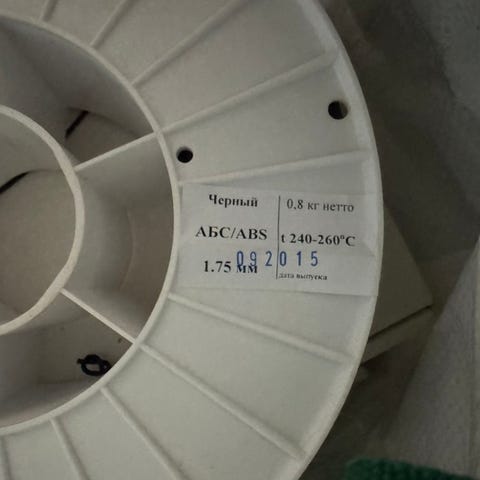 Черный 0,8 кг нетто
АБС/ABS t 240-260°C
1.75 мм 092015
дата выпуска